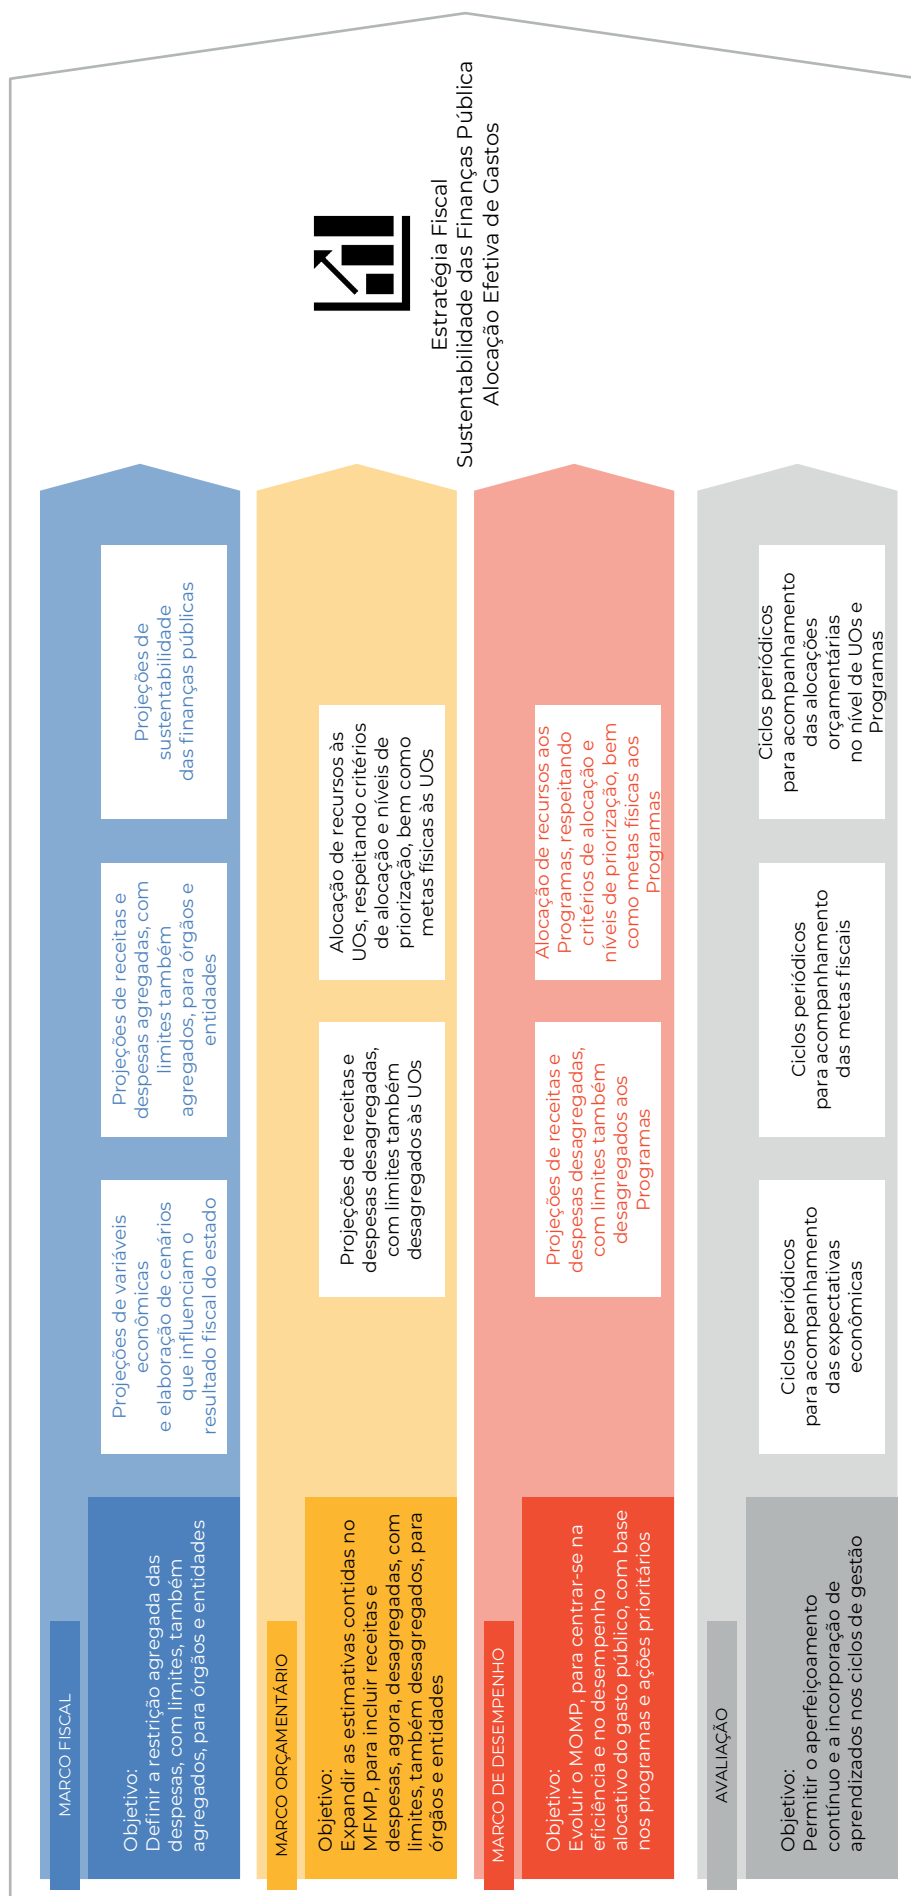 MARCO FISCAL
Objetivo:
Definir a restrição agregada das
despesas, com limites, também
agregados, para órgãos e entidades
Projeções de variáveis
econômicas
e elaboração de cenários
que influenciam o
resultado fiscal do estado
Projeções de receitas e
despesas agregadas, com
limites também
agregados, para órgãos e
entidades
Projeções de
sustentabilidade
das finanças públicas
MARCO ORÇAMENTÁRIO
Objetivo:
Expandir as estimativas contidas no
MFMP, para incluir receitas e
despesas, agora, desagregadas, com
limites, também desagregados, para
órgãos e entidades
Projeções de receitas e
despesas desagregadas,
com limites também
desagregados às UOs
Alocação de recursos às
UOs, respeitando critérios
de alocação e níveis de
priorização, bem como
metas físicas às UOs
MARCO DE DESEMPENHO
Objetivo:
Evoluir o MOMP, para centrar-se na
eficiência e no desempenho
alocativo do gasto público, com base
nos programas e ações prioritários
Projeções de receitas e
despesas desagregadas,
com limites também
desagregados aos
Programas
Alocação de recursos aos
Programas, respeitando
critérios de alocação e
níveis de priorização, bem
como metas físicas aos
Programas
AVALIAÇÃO
Objetivo:
Permitir o aperfeiçoamento
contínuo e a incorporação de
aprendizados nos ciclos de gestão
Ciclos periódicos
para acompanhamento
das expectativas
econômicas
Ciclos periódicos
para acompanhamento
das metas fiscais
Ciclos periódicos
para acompanhamento
das alocações
orçamentárias
no nível de UOs e
Programas
Estratégia Fiscal
Sustentabilidade das Finanças Pública
Alocação Efetiva de Gastos